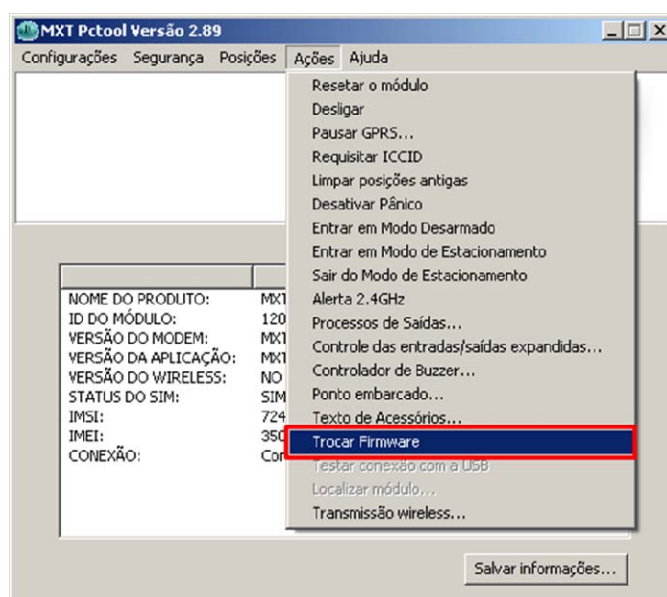 MXT Pctool Versão 2.89
Configurações Segurança Posições Ações Ajuda
Resetar o módulo
Desligar
Pausar GPRS...
Requisitar ICCID
Limpar posições antigas
Desativar Pânico
Entrar em Modo Desarmado
Entrar em Modo de Estacionamento
Sair do Modo de Estacionamento
Alerta 2.4GHz
Processos de Saídas...
Controle das entradas/saídas expandidas...
Controlador de Buzzer...
Ponto embarcado...
Texto de Acessórios...
Trocar Firmware
Testar conexão com a USB
Localizar módulo...
Transmissão wireless...
NOME DO PRODUTO: MXT
ID DO MÓDULO: 120
VERSÃO DO MODEM: MXT
VERSÃO DA APLICAÇÃO: MXT
VERSÃO DO WIRELESS: NO
STATUS DO SIM: SIM
IMSI: 724
IMEI: 350
CONEXÃO: Con
Salvar informações...